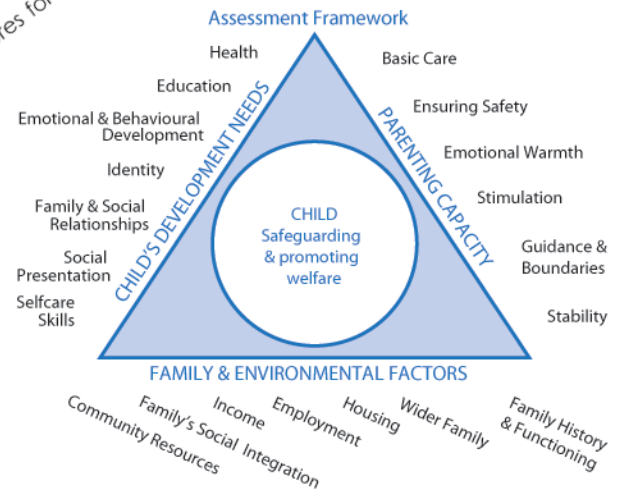 res for
Assessment Framework
Health
Education
Emotional & Behavioural
Development
Identity
Family & Social
Relationships
Social
Presentation
Selfcare
Skills
CHILD'S DEVELOPMENT NEEDS
Basic Care
Ensuring Safety
Emotional Warmth
Stimulation
Guidance &
Boundaries
Stability
PARENTING CAPACITY
CHILD
Safeguarding
& promoting
welfare
FAMILY & ENVIRONMENTAL FACTORS
Community Resources
Family's Social Integration
Income
Employment
Housing
Wider Family
Family History
& Functioning